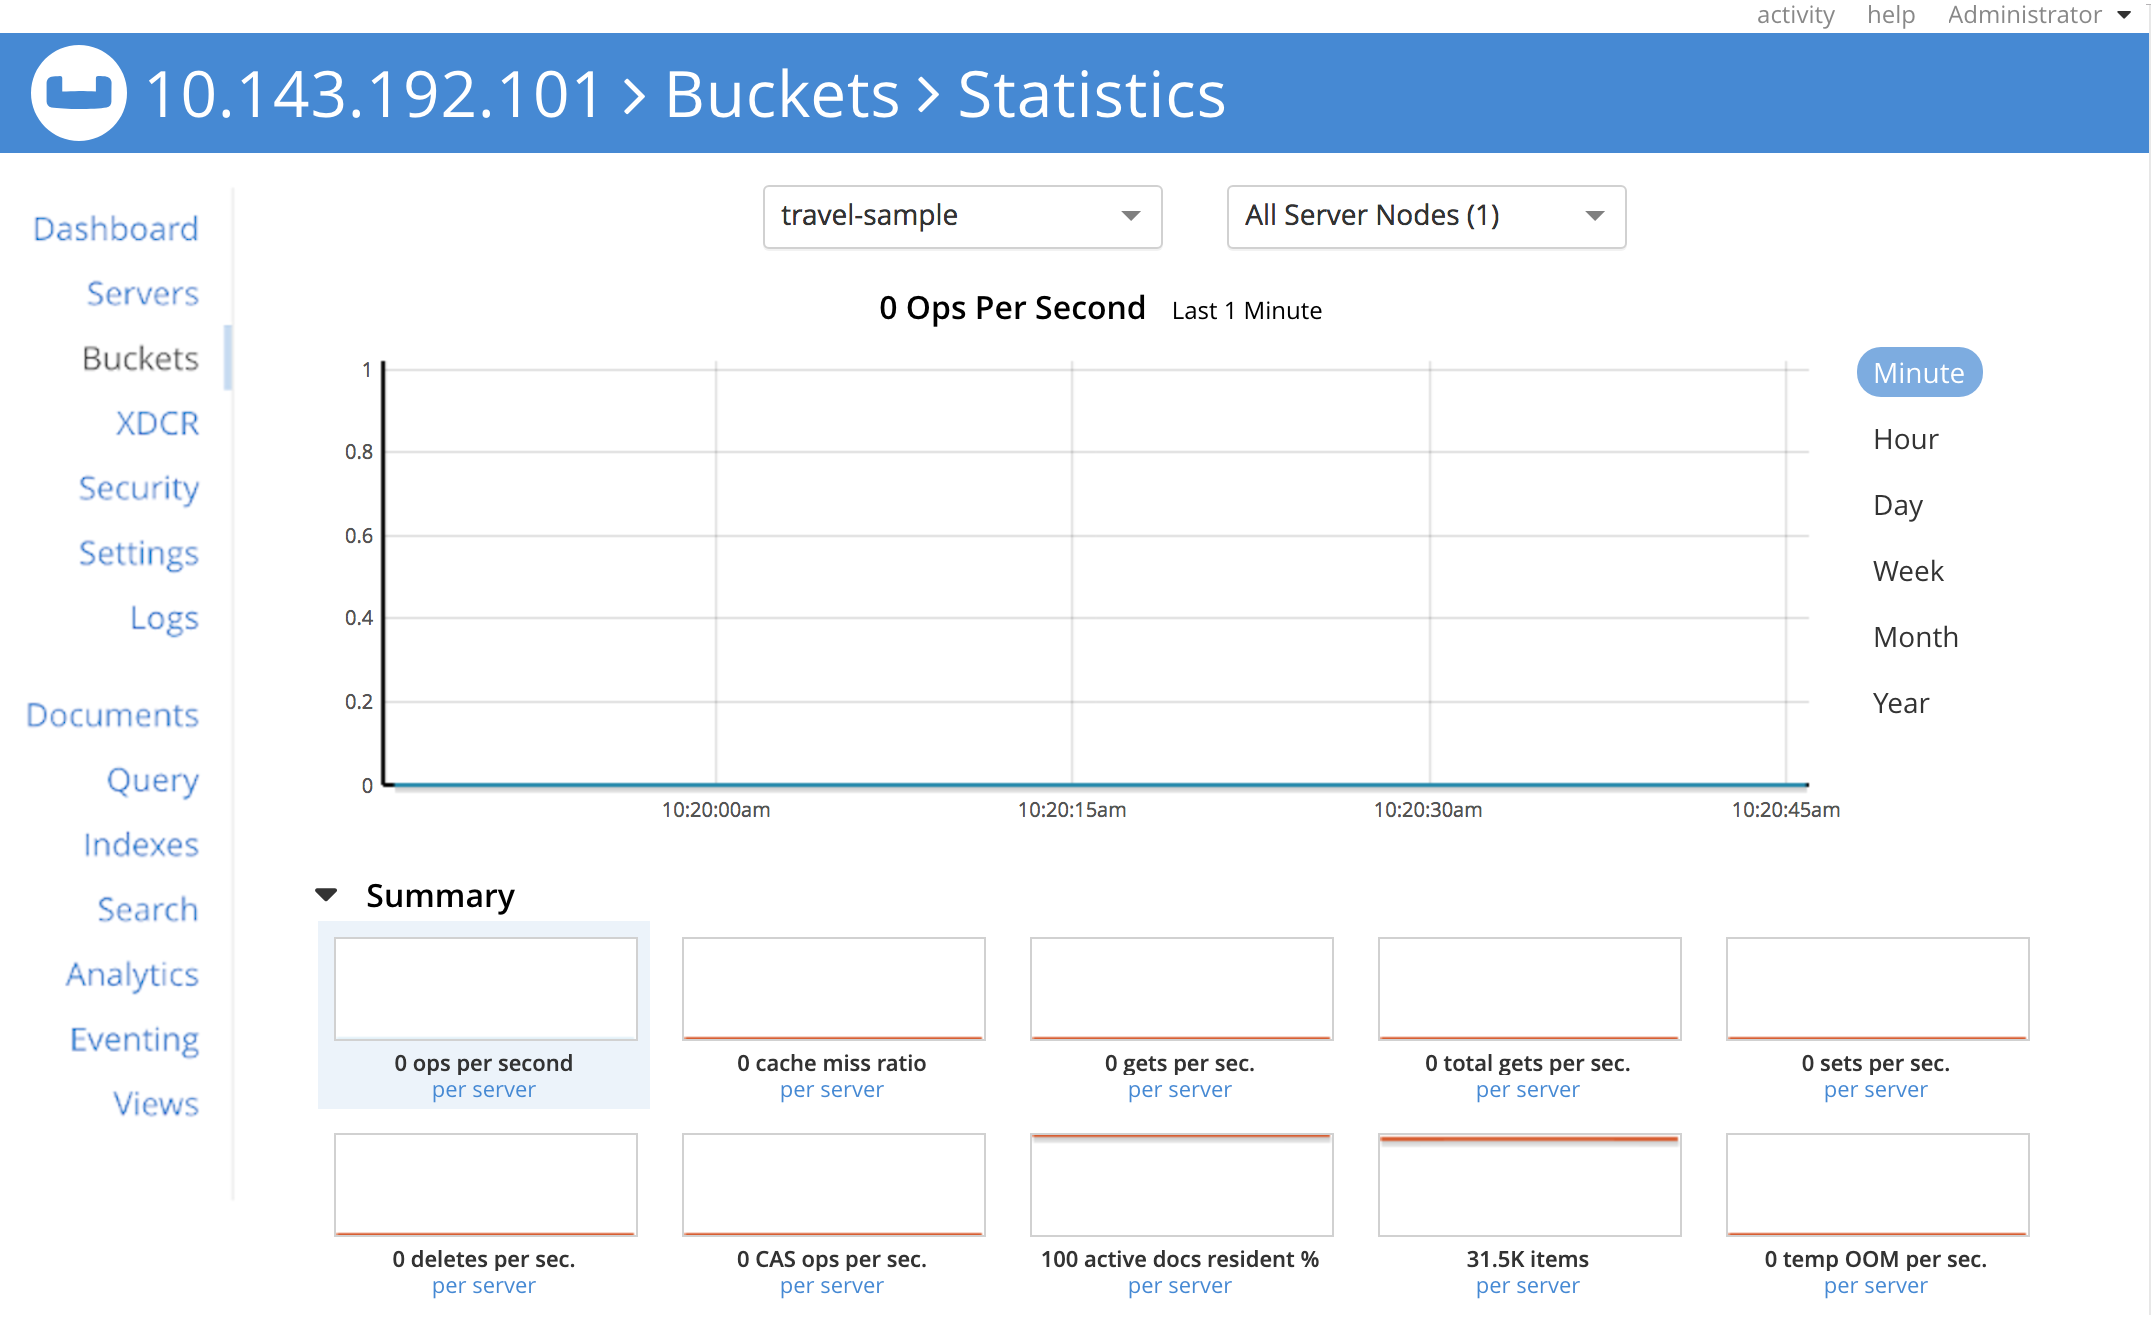 activity help Administrator
10.143.192.101 > Buckets > Statistics
Dashboard
Servers
Buckets
XDCR
Security
Settings
Logs
Documents
Query
Indexes
Search
Analytics
Eventing
Views
travel-sample
All Server Nodes (1)
0 Ops Per Second Last 1 Minute
1
0.8
0.6
0.4
0.2
0
10:20:00am 10:20:15am 10:20:30am 10:20:45am
Minute
Hour
Day
Week
Month
Year
Summary
0 ops per second
per server
0 cache miss ratio
per server
0 gets per sec.
per server
0 total gets per sec.
per server
0 sets per sec.
per server
0 deletes per sec.
per server
0 CAS ops per sec.
per server
100 active docs resident %
per server
31.5K items
per server
0 temp OOM per sec.
per server